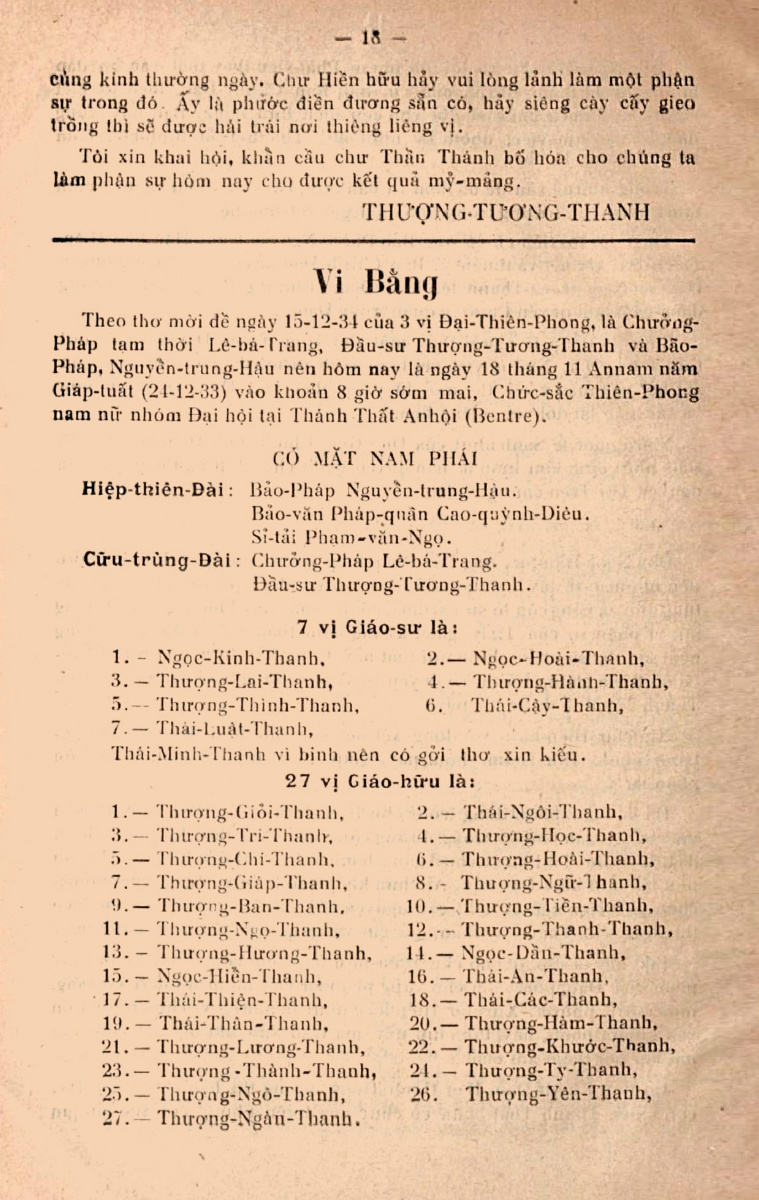 — 18 —
cúng kinh thường ngày. Chư Hiền hữu hảy vui lòng lảnh làm một phận
sự trong đó. Ấy là phước điền đương sẳn có, hảy siêng cày cấy gieo
trồng thì sẽ được hái trái nơi thiêng liêng vị.
Tôi xin khai hội, khẩn cầu chư Thần Thánh bố hóa cho chúng ta
làm phận sự hôm nay cho được kết quả mỹ-mảng.
THƯỢNG-TƯƠNG-THANH
Vi Bằng
Theo thơ mời đề ngày 15-12-34 của 3 vị Đại-Thiên-Phong, là Chưởng-
Pháp tạm thời Lê-bá-Trang, Đầu-sư Thượng-Tương-Thanh và Bảo-
Pháp, Nguyễn-trung-Hậu nên hôm nay là ngày 18 tháng 11 Annam năm
Giáp-tuất (24-12-33) vào khoản 8 giờ sớm mai, Chức-sắc Thiên-Phong
nam nữ nhóm Đại hội tại Thánh Thất Anhội (Bentre).
CÓ MẶT NAM PHÁI
Hiệp-thiên-Đài : Bảo-Pháp Nguyễn-trung-Hậu.
Bảo-văn Pháp-quân Cao-quỳnh-Diêu.
Sĩ-tải Phạm-văn-Ngọ.
Cữu-trùng-Đài : Chưởng-Pháp Lê-bá-Trang.
Đầu-sư Thượng-Tương-Thanh.
7 vị Giáo-sư là :
1. - Ngọc-Kinh-Thanh, 2.— Ngọc-Hoài-Thanh,
3. — Thượng-Lai-Thanh, 4.— Thượng-Hành-Thanh,
5. — Thượng-Thình-Thanh, 6. Thái-Cậy-Thanh,
7. — Thái-Luật-Thanh,
Thái-Minh-Thanh vì bịnh nên có gởi thơ xin kiếu.
27 vị Giáo-hữu là :
1. — Thượng-Giỏi-Thanh, 2. — Thái-Ngôi-Thanh,
3. — Thượng-Trí-Thanh, 4. — Thượng-Học-Thanh,
5. — Thượng-Chí-Thanh, 6. — Thượng-Hoài-Thanh,
7. — Thượng-Giáp-Thanh, 8. - Thượng-Ngữ-Thanh,
9. — Thượng-Ban-Thanh, 10. — Thượng-Tiền-Thanh,
11. — Thượng-Ngọ-Thanh, 12. - Thượng-Thanh-Thanh,
13. — Thượng-Hương-Thanh, 14. — Ngọc-Dần-Thanh,
15. — Ngọc-Hiền-Thanh, 16. — Thái-An-Thanh,
17. — Thái-Thiện-Thanh, 18. — Thái-Các-Thanh,
19. — Thái-Thân-Thanh, 20. — Thượng-Hàm-Thanh,
21. — Thượng-Lương-Thanh, 22. — Thượng-Khước-Thanh,
23. — Thượng-Thành-Thanh, 24. — Thượng-Ty-Thanh,
25. — Thượng-Ngô-Thanh, 26. Thượng-Yên-Thanh,
27. — Thượng-Ngàn-Thanh.